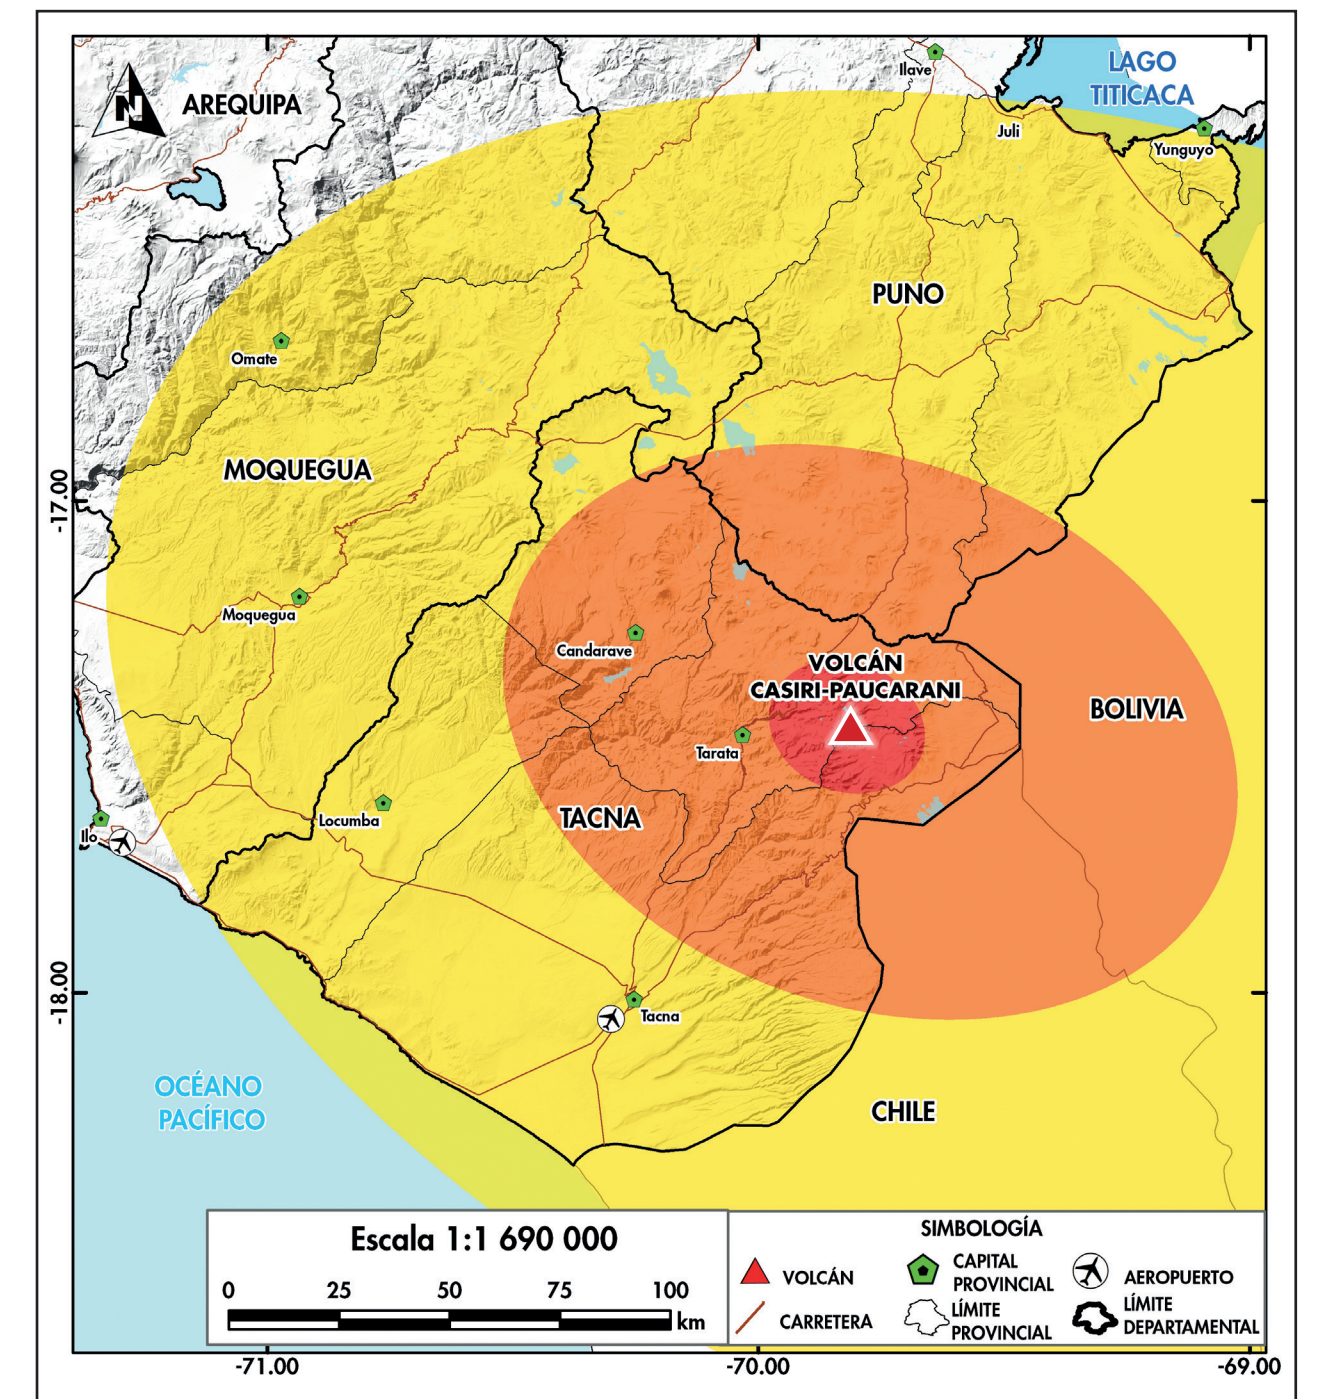 LAGO
TITICACA
Ilave
N
AREQUIPA
Juli
Yunguyo
PUNO
Omate
MOQUEGUA
-17.00
Moquegua
Candarave
VOLCÁN
CASIRI-PAUCARANI
BOLIVIA
Tarata
Locumba
TACNA
Ilo
-18.00
Tacna
OCÉANO
PACÍFICO
CHILE
Escala 1:1 690 000
0 25 50 75 100
km
SIMBOLOGÍA
VOLCÁN
CAPITAL
PROVINCIAL
AEROPUERTO
CARRETERA
LÍMITE
PROVINCIAL
LÍMITE
DEPARTAMENTAL
-71.00 -70.00 -69.00